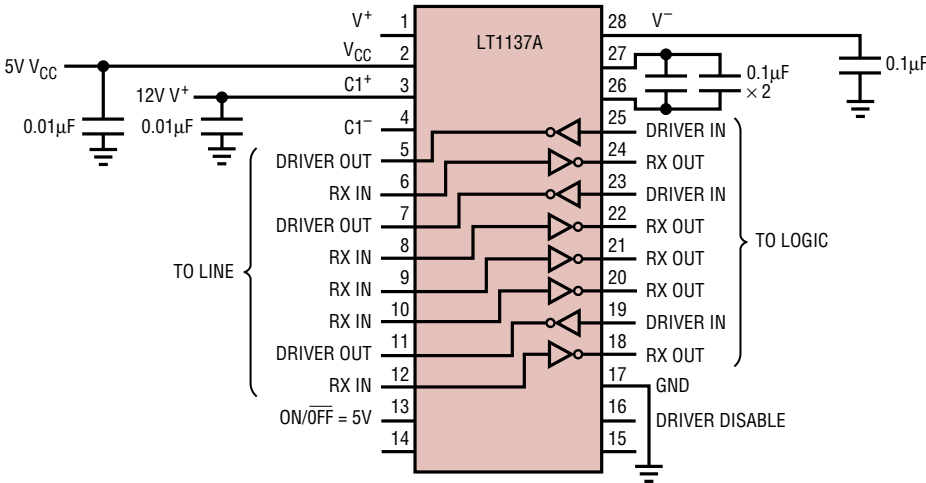 LT1137A
V+ 1
5V VCC VCC 2
12V V+ C1+ 3
0.01µF 0.01µF C1− 4
DRIVER OUT 5
RX IN 6
DRIVER OUT 7
RX IN 8
RX IN 9
RX IN 10
DRIVER OUT 11
RX IN 12
ON/OFF = 5V 13
14
TO LINE
28 V−
0.1µF
27
0.1µF
× 2
26
25 DRIVER IN
24 RX OUT
23 DRIVER IN
22 RX OUT
21 RX OUT
20 RX OUT
19 DRIVER IN
18 RX OUT
17 GND
16 DRIVER DISABLE
15
TO LOGIC